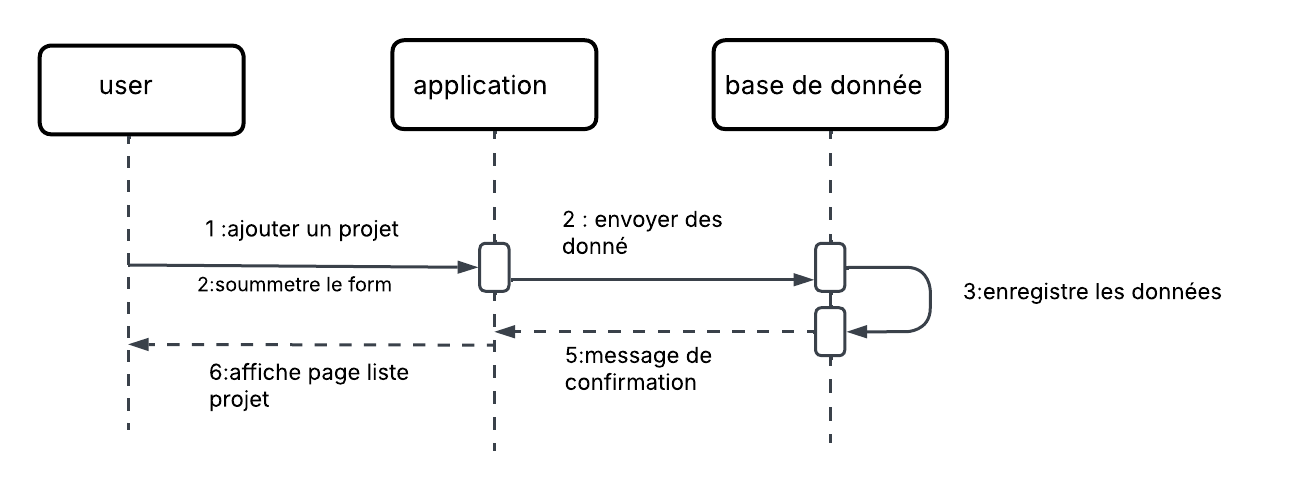 user
application
base de donnée
1 :ajouter un projet
2 : envoyer des
donné
2:soummetre le form
3:enregistre les données
5:message de
confirmation
6:affiche page liste
projet